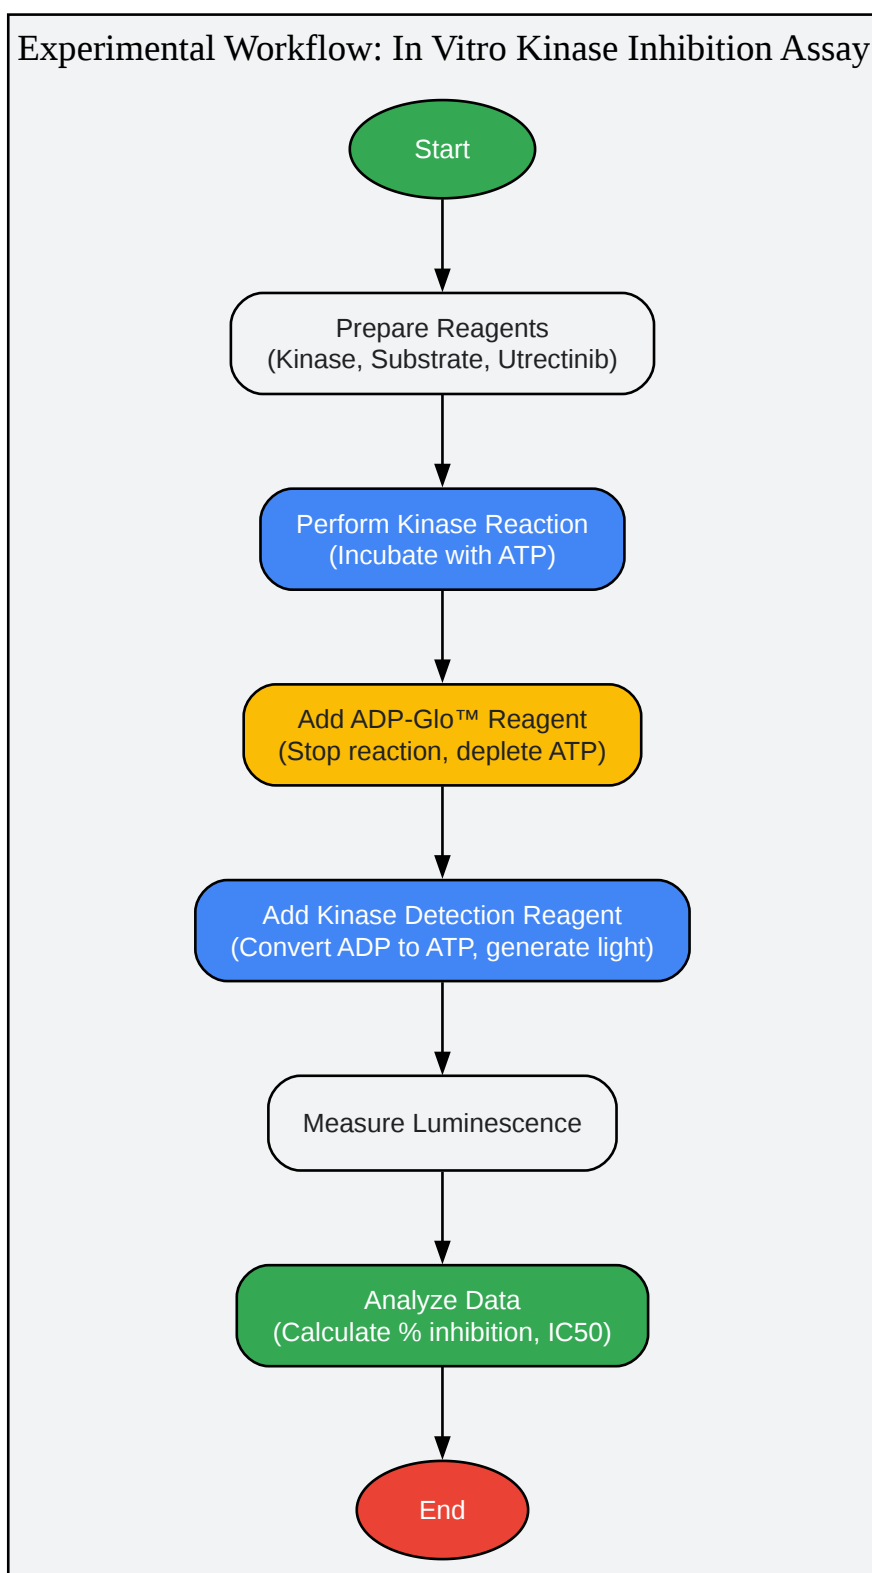 Experimental Workflow: In Vitro Kinase Inhibition Assay
Start
Prepare Reagents
(Kinase, Substrate, Utrectinib)
Perform Kinase Reaction
(Incubate with ATP)
Add ADP-Glo™ Reagent
(Stop reaction, deplete ATP)
Add Kinase Detection Reagent
(Convert ADP to ATP, generate light)
Measure Luminescence
Analyze Data
(Calculate % inhibition, IC50)
End